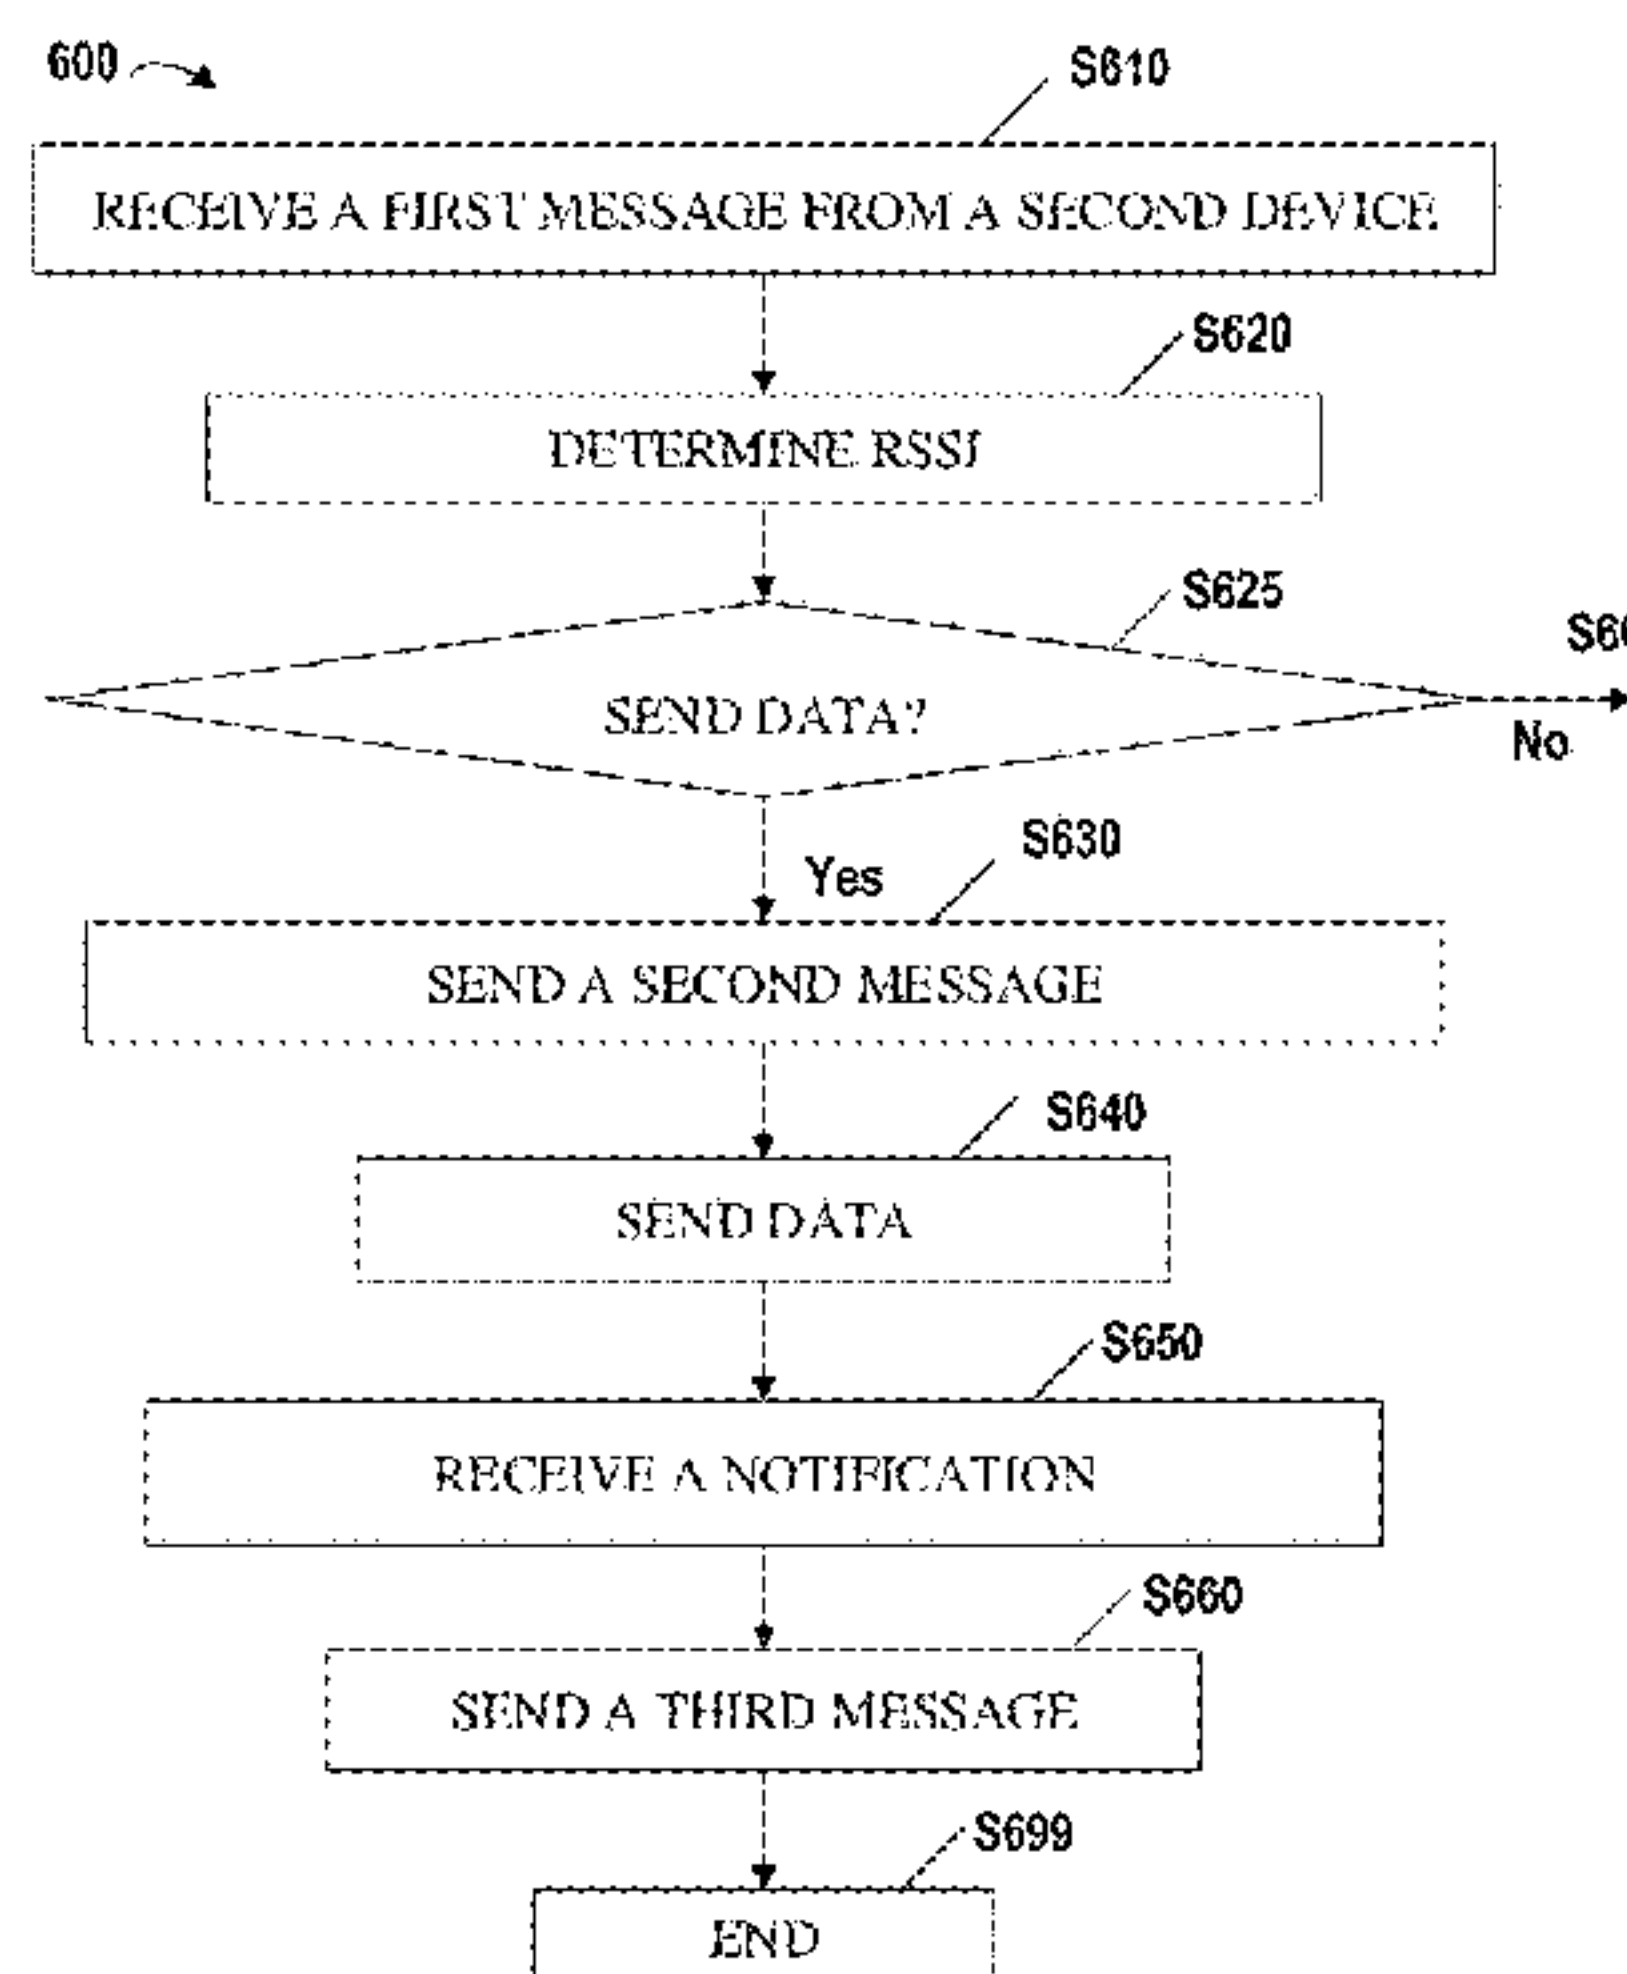 600
S610
RECEIVE A FIRST MESSAGE FROM A SECOND DEVICE
S620
DETERMINE RSSI
S625
SEND DATA?
No
Yes
S630
SEND A SECOND MESSAGE
S640
SEND DATA
S650
RECEIVE A NOTIFICATION
S660
SEND A THIRD MESSAGE
S699
END